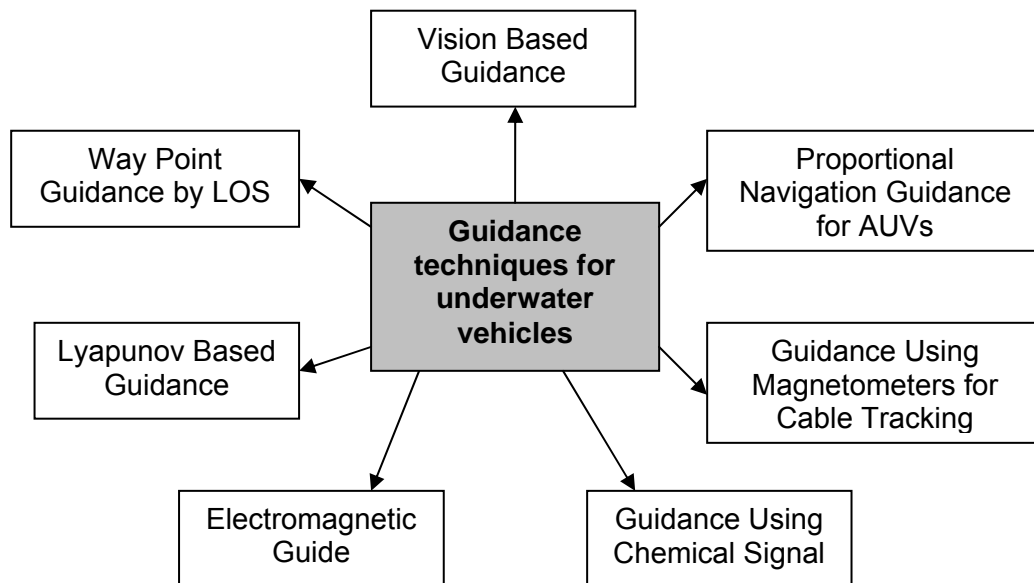 Vision Based
Guidance
Way Point
Guidance by LOS
Proportional
Navigation Guidance
for AUVs
Guidance
techniques for
underwater
vehicles
Lyapunov Based
Guidance
Guidance Using
Magnetometers for
Cable Tracking
Electromagnetic
Guide
Guidance Using
Chemical Signal